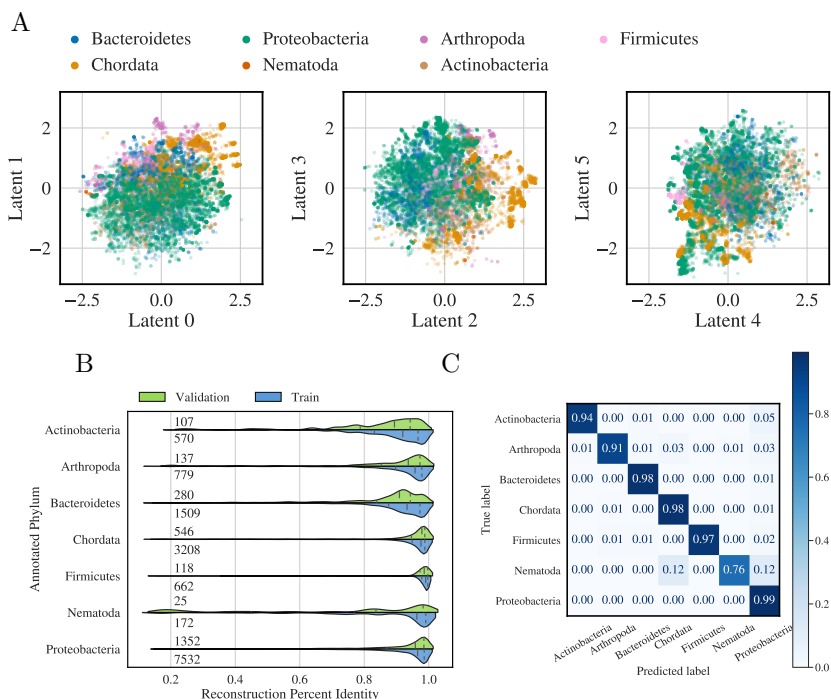 A
Bacteroidetes Proteobacteria Arthropoda Firmicutes
Chordata Nematoda Actinobacteria
Latent 1
2
0
−2
−2.5 0.0 2.5
Latent 0
Latent 3
2
0
−2
−2.5 0.0 2.5
Latent 2
Latent 5
2
0
−2
−2.5 0.0 2.5
Latent 4
B
Validation Train
Annotated Phylum
Actinobacteria 107
570
Arthropoda 137
779
Bacteroidetes 280
1509
Chordata 546
3208
Firmicutes 118
662
Nematoda 25
172
Proteobacteria 1352
7532
0.2 0.4 0.6 0.8 1.0
Reconstruction Percent Identity
C
True label
Actinobacteria 0.94 0.00 0.01 0.00 0.00 0.00 0.05
Arthropoda 0.01 0.91 0.01 0.03 0.00 0.01 0.03
Bacteroidetes 0.00 0.00 0.98 0.00 0.00 0.00 0.01
Chordata 0.00 0.01 0.00 0.98 0.00 0.00 0.01
Firmicutes 0.00 0.01 0.01 0.00 0.97 0.00 0.02
Nematoda 0.00 0.00 0.00 0.12 0.00 0.76 0.12
Proteobacteria 0.00 0.00 0.00 0.00 0.00 0.00 0.99
Actinobacteria Arthropoda Bacteroidetes Chordata Firmicutes Nematoda Proteobacteria
Predicted label
0.8
0.6
0.4
0.2
0.0